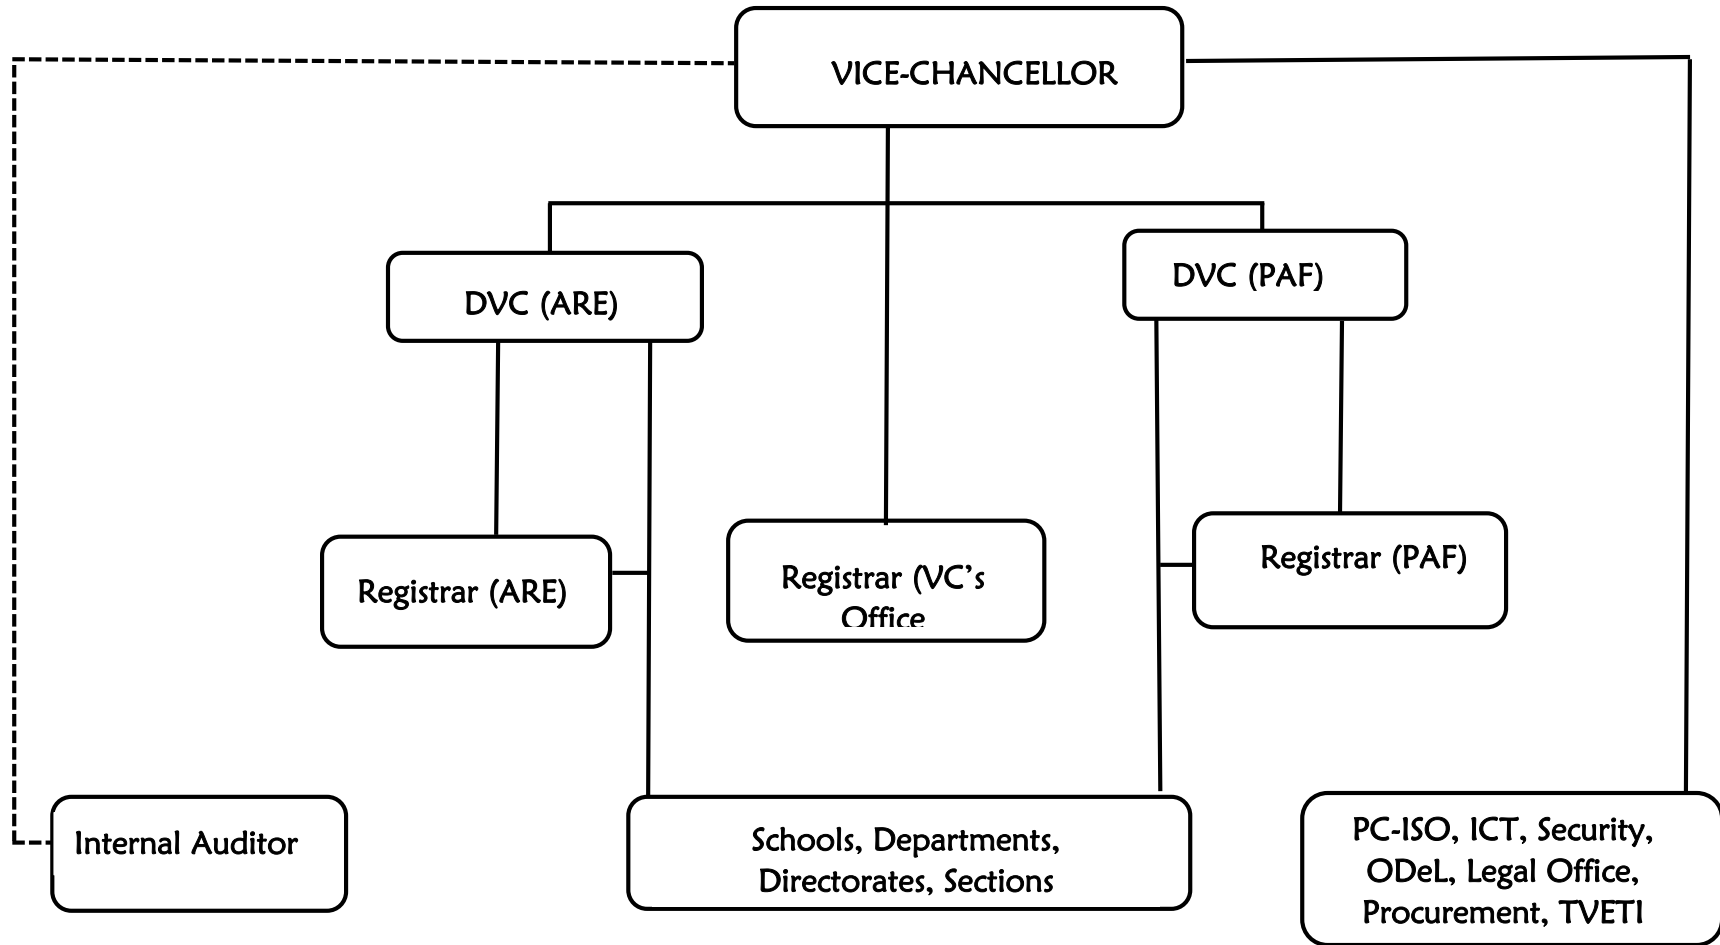 VICE-CHANCELLOR
DVC (ARE)
DVC (PAF)
Registrar (ARE)
Registrar (VC's
Office
Registrar (PAF)
Internal Auditor
Schools, Departments,
Directorates, Sections
PC-ISO, ICT, Security,
ODeL, Legal Office,
Procurement, TVETI